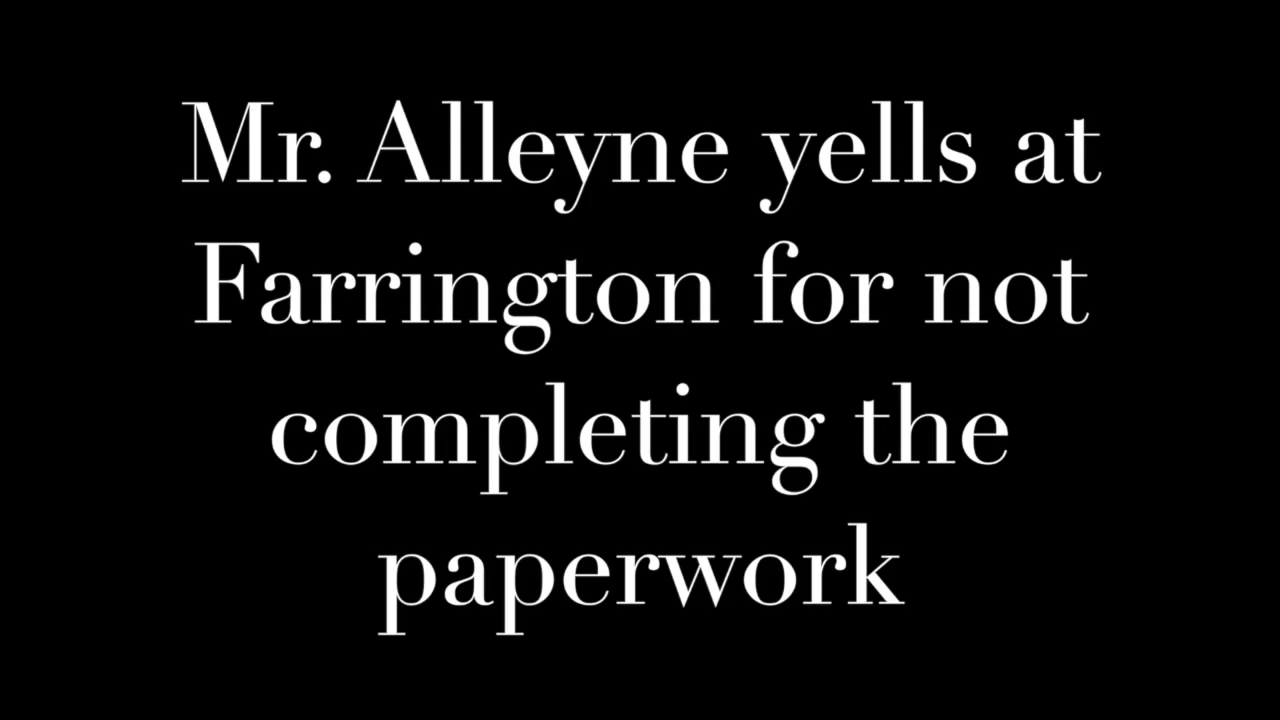 Mr. Alleyne yells at
Farrington for not
completing the
paperwork